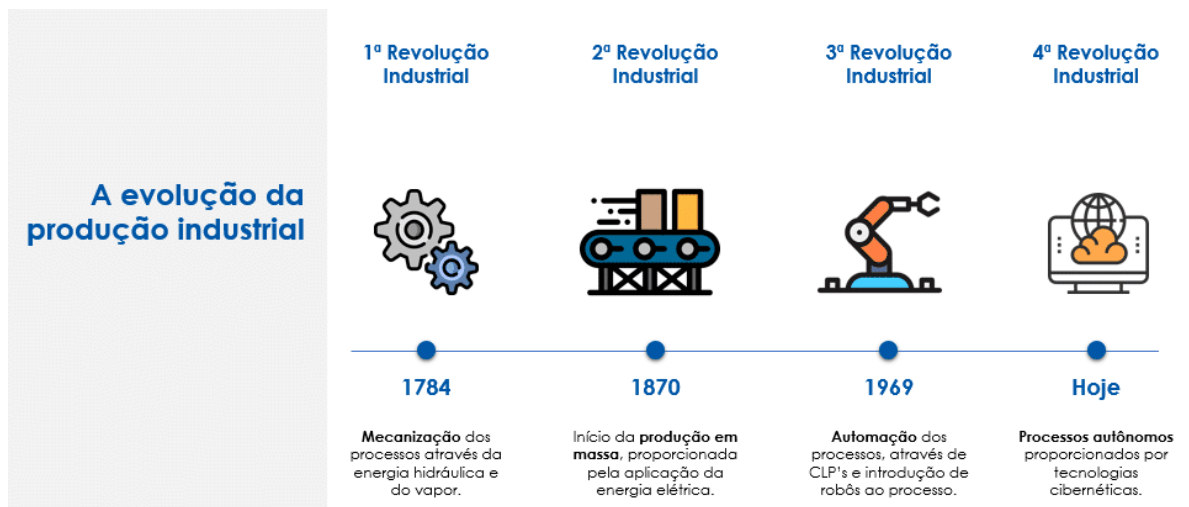 A evolução da
produção industrial
1ª Revolução
Industrial
1784
Mecanização dos
processos através da
energia hidráulica e
do vapor.
2ª Revolução
Industrial
1870
Início da produção em
massa, proporcionada
pela aplicação da
energia elétrica.
3ª Revolução
Industrial
1969
Automação dos
processos, através de
CLP's e introdução de
robôs ao processo.
4ª Revolução
Industrial
Hoje
Processos autônomos
proporcionados por
tecnologias
cibernéticas.